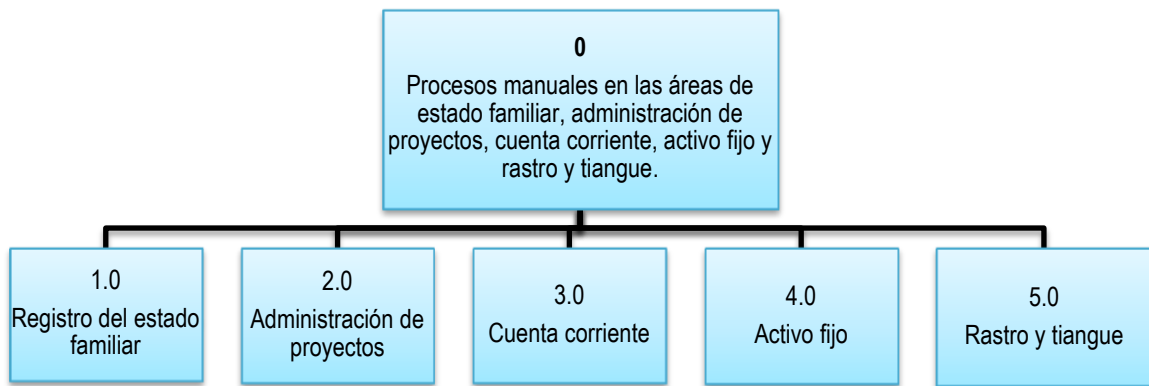 0
Procesos manuales en las áreas de
estado familiar, administración de
proyectos, cuenta corriente, activo fijo y
rastro y tiangue.
1.0
Registro del estado
familiar
2.0
Administración de
proyectos
3.0
Cuenta corriente
4.0
Activo fijo
5.0
Rastro y tiangue